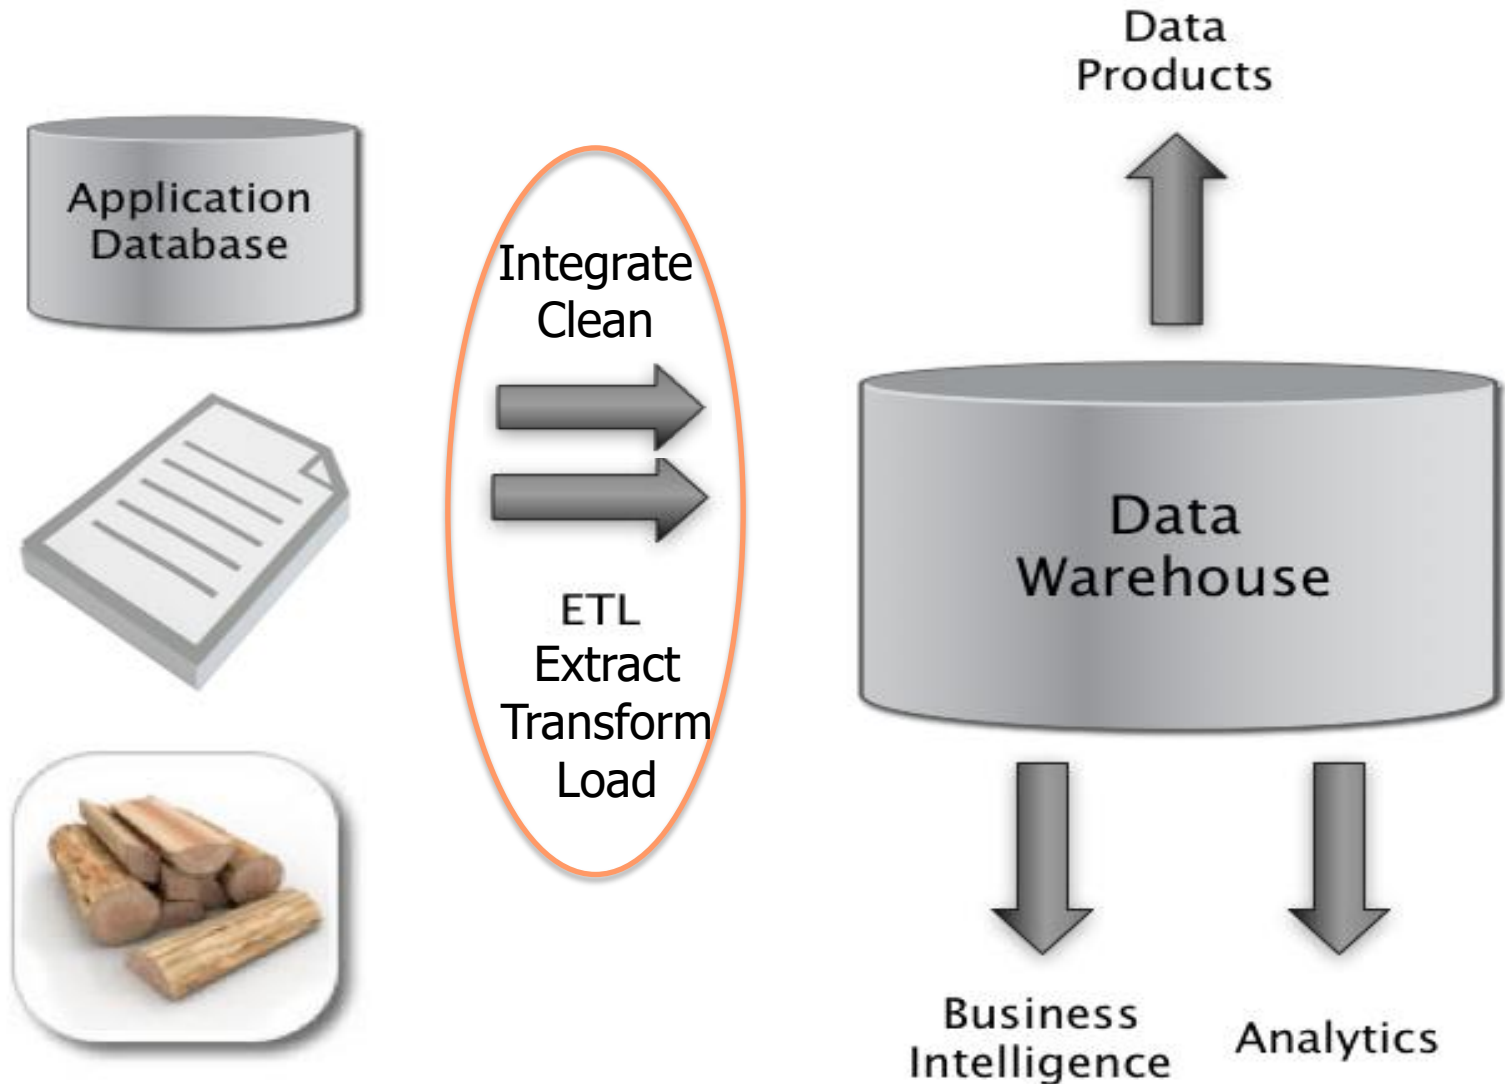 Application
Database
Integrate
Clean
ETL
Extract
Transform
Load
Data
Products
Data
Warehouse
Business
Intelligence
Analytics